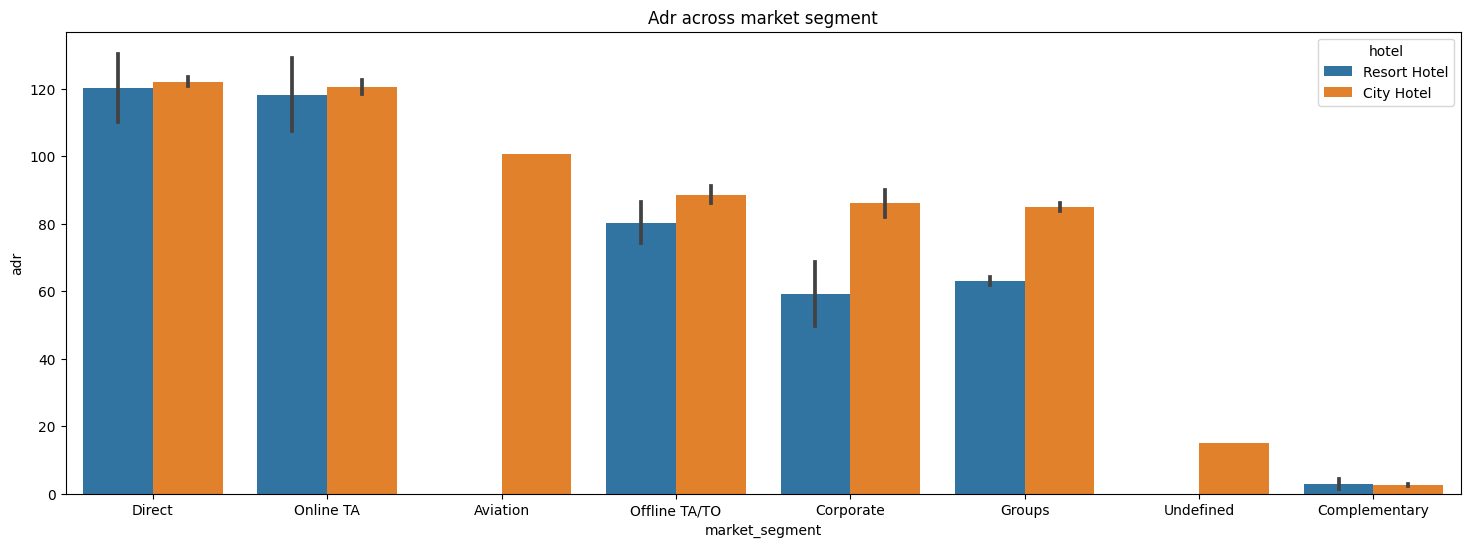 Adr across market segment
hotel
Resort Hotel
City Hotel
adr
120
100
80
60
40
20
0
Direct
Online TA
Aviation
Offline TA/TO
Corporate
Groups
Undefined
Complementary
market_segment